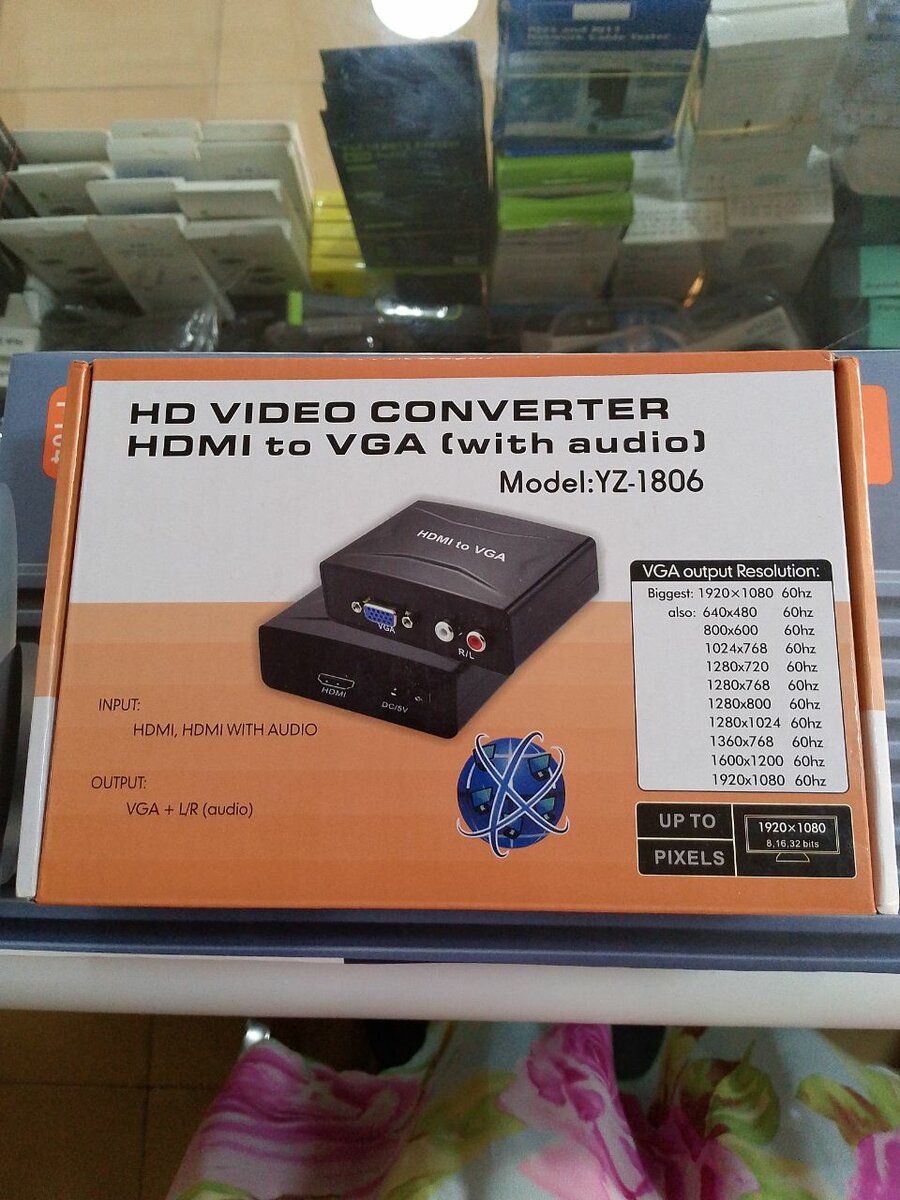 Network Cable Tester
HD VIDEO CONVERTER
HDMI to VGA (with audio)
Model:YZ-1806
HDMI to VGA
VGA
R/L
HDMI
DC/5V
VGA output Resolution:
Biggest: 1920×1080 60hz
also: 640x480 60hz
800x600 60hz
1024x768 60hz
1280x720 60hz
1280x768 60hz
1280x800 60hz
1280x1024 60hz
1360x768 60hz
1600x1200 60hz
1920x1080 60hz
INPUT:
HDMI, HDMI WITH AUDIO
OUTPUT:
VGA + L/R (audio)
UP TO
PIXELS
1920×1080
8,16,32 bits